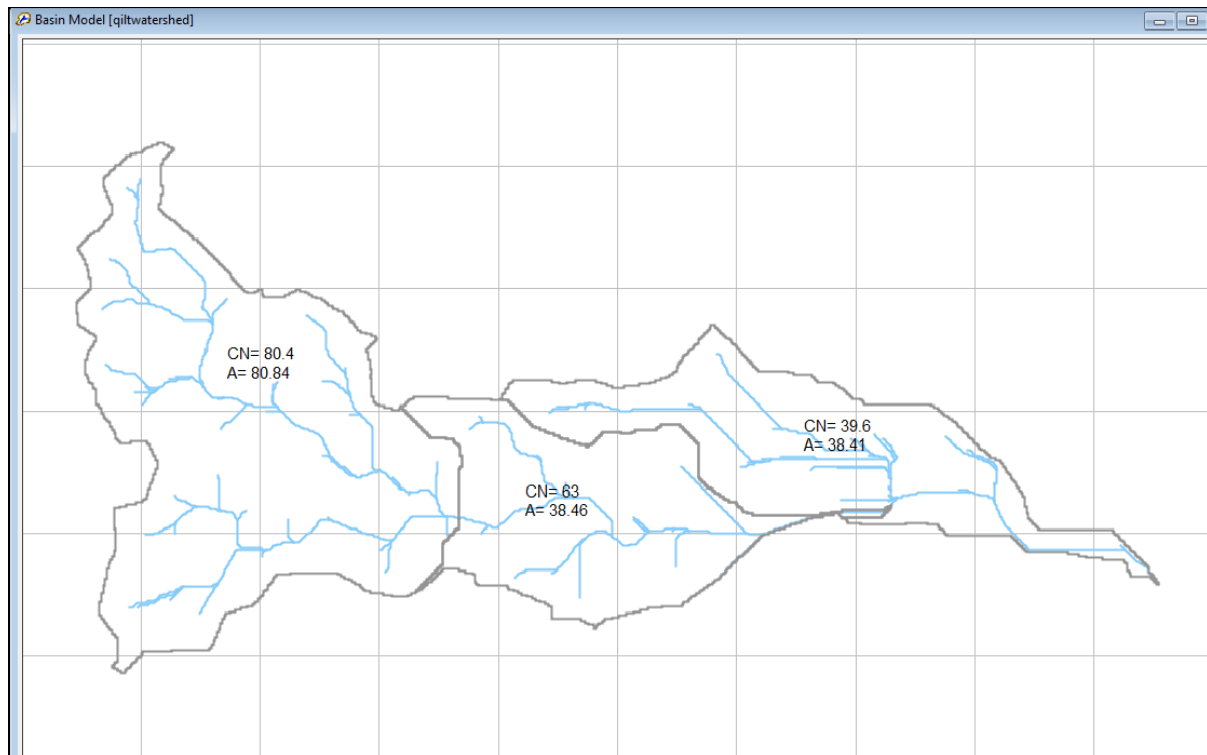 Basin Model [qiltwatershed]
CN= 80.4
A= 80.84
CN= 39.6
A= 38.41
CN= 63
A= 38.46